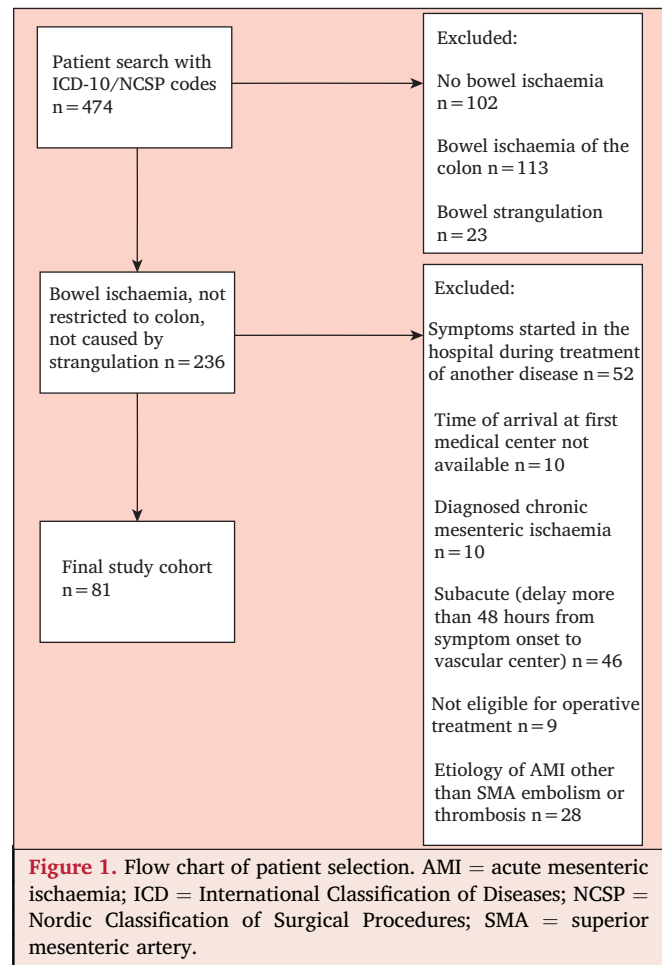 Patient search with
ICD-10/NCSP codes
n = 474
Excluded:
No bowel ischaemia
n = 102
Bowel ischaemia of the
colon n = 113
Bowel strangulation
n = 23
Bowel ischaemia, not
restricted to colon,
not caused by
strangulation n = 236
Excluded:
Symptoms started in the
hospital during treatment
of another disease n = 52
Time of arrival at first
medical center not
available n = 10
Diagnosed chronic
mesenteric ischaemia
n = 10
Subacute (delay more
than 48 hours from
symptom onset to
vascular center) n = 46
Not eligible for operative
treatment n = 9
Etiology of AMI other
than SMA embolism or
thrombosis n = 28
Final study cohort
n = 81
Figure 1. Flow chart of patient selection. AMI = acute mesenteric
ischaemia; ICD = International Classification of Diseases; NCSP =
Nordic Classification of Surgical Procedures; SMA = superior
mesenteric artery.